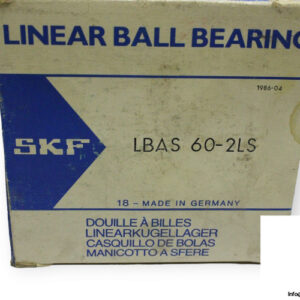 LINEAR BALL BEARING
1986-04
SKF
LBAS 60-2LS
18 - MADE IN GERMANY
DOUILLE À BILLES
LINEARKUGELLAGER
CASQUILLO DE BOLAS
MANICOTTO A SFERE